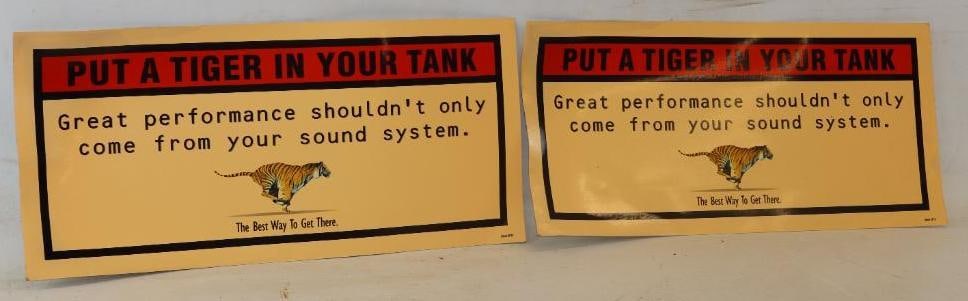 PUT A TIGER IN YOUR TANK
Great performance shouldn't only
come from your sound system.
The Best Way To Get There.
PUT A TIGER IN YOUR TANK
Great performance shouldn't only
come from your sound system.
The Best Way To Get There.